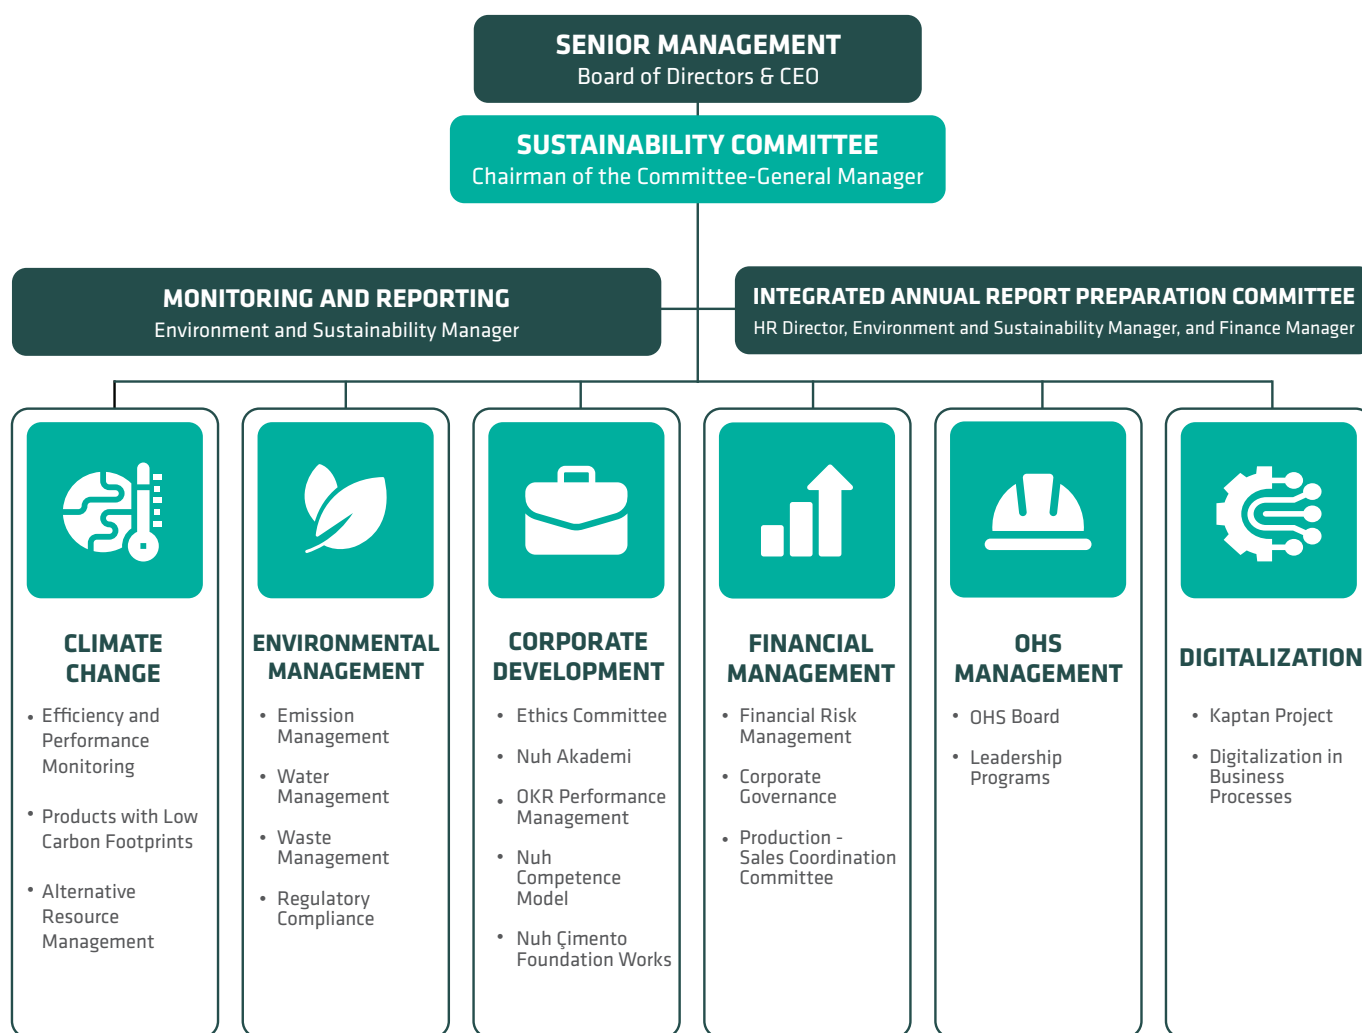 SENIOR MANAGEMENT
Board of Directors & CEO
SUSTAINABILITY COMMITTEE
Chairman of the Committee-General Manager
MONITORING AND REPORTING
Environment and Sustainability Manager
INTEGRATED ANNUAL REPORT PREPARATION COMMITTEE
HR Director, Environment and Sustainability Manager, and Finance Manager
CLIMATE
CHANGE
• Efficiency and
Performance
Monitoring
• Products with Low
Carbon Footprints
• Alternative
Resource
Management
ENVIRONMENTAL
MANAGEMENT
• Emission
Management
• Water
Management
• Waste
Management
• Regulatory
Compliance
CORPORATE
DEVELOPMENT
• Ethics Committee
• Nuh Akademi
• OKR Performance
Management
• Nuh
Competence
Model
• Nuh Çimento
Foundation Works
FINANCIAL
MANAGEMENT
• Financial Risk
Management
• Corporate
Governance
• Production -
Sales Coordination
Committee
OHS
MANAGEMENT
• OHS Board
• Leadership
Programs
DIGITALIZATION
• Kaptan Project
• Digitalization in
Business
Processes